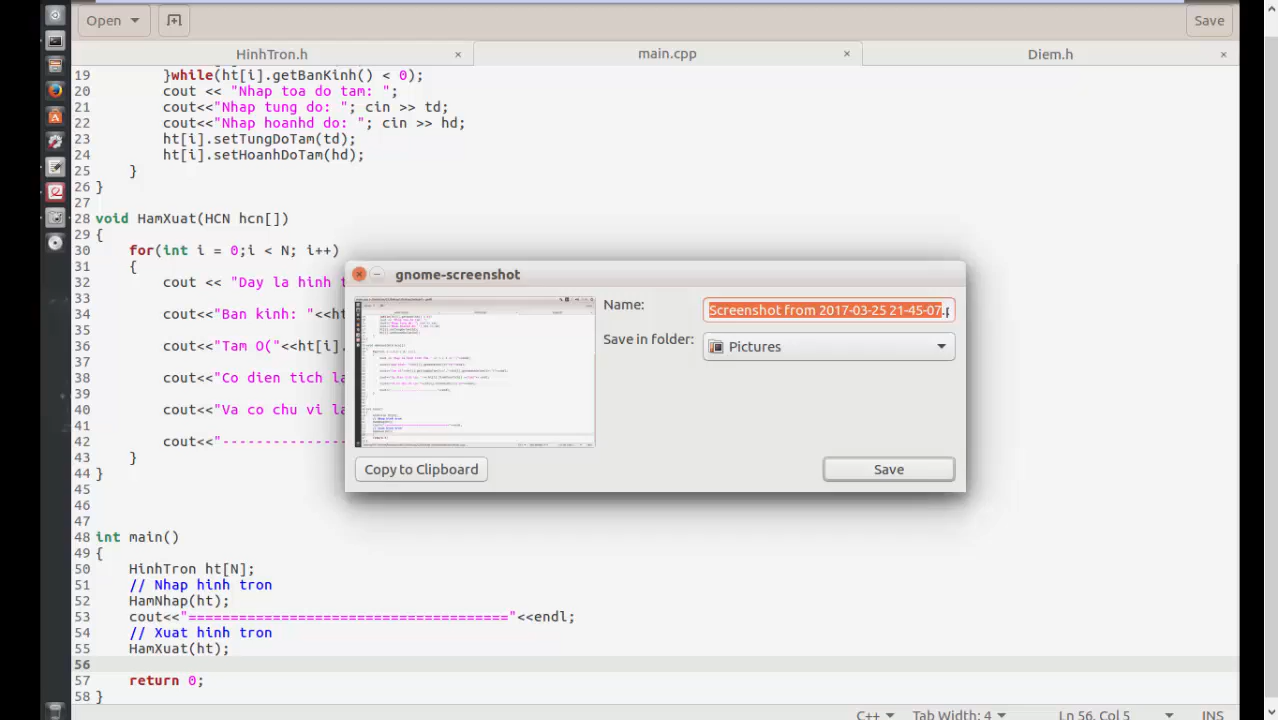 Open
Save
HinhTron.h
main.cpp
Diem.h
19 }while(ht[i].getBanKinh() < 0);
20 cout << "Nhap toa do tam: ";
21 cout<<"Nhap tung do: "; cin >> td;
22 cout<<"Nhap hoanhd do: "; cin >> hd;
23 ht[i].setTungDoTam(td);
24 ht[i].setHoanhDoTam(hd);
25 }
26 }
27
28 void HamXuat(HCN hcn[])
29 {
30 for(int i = 0;i < N; i++)
31 {
32 cout << "Day la hinh t
33
34 cout<<"Ban kinh: "<<ht
35
36 cout<<"Tam O("<<ht[i].
37
38 cout<<"Co dien tich la
39
40 cout<<"Va co chu vi la
41
42 cout<<"---------------
43 }
44 }
45
46
47
48 int main()
49 {
50 HinhTron ht[N];
51 // Nhap hinh tron
52 HamNhap(ht);
53 cout<<"======================================"<<endl;
54 // Xuat hinh tron
55 HamXuat(ht);
56
57 return 0;
58 }
gnome-screenshot
Name: Screenshot from 2017-03-25 21-45-07.p
Save in folder: Pictures
Copy to Clipboard
Save
C++
Tab Width: 4
Ln 56, Col 5
INS